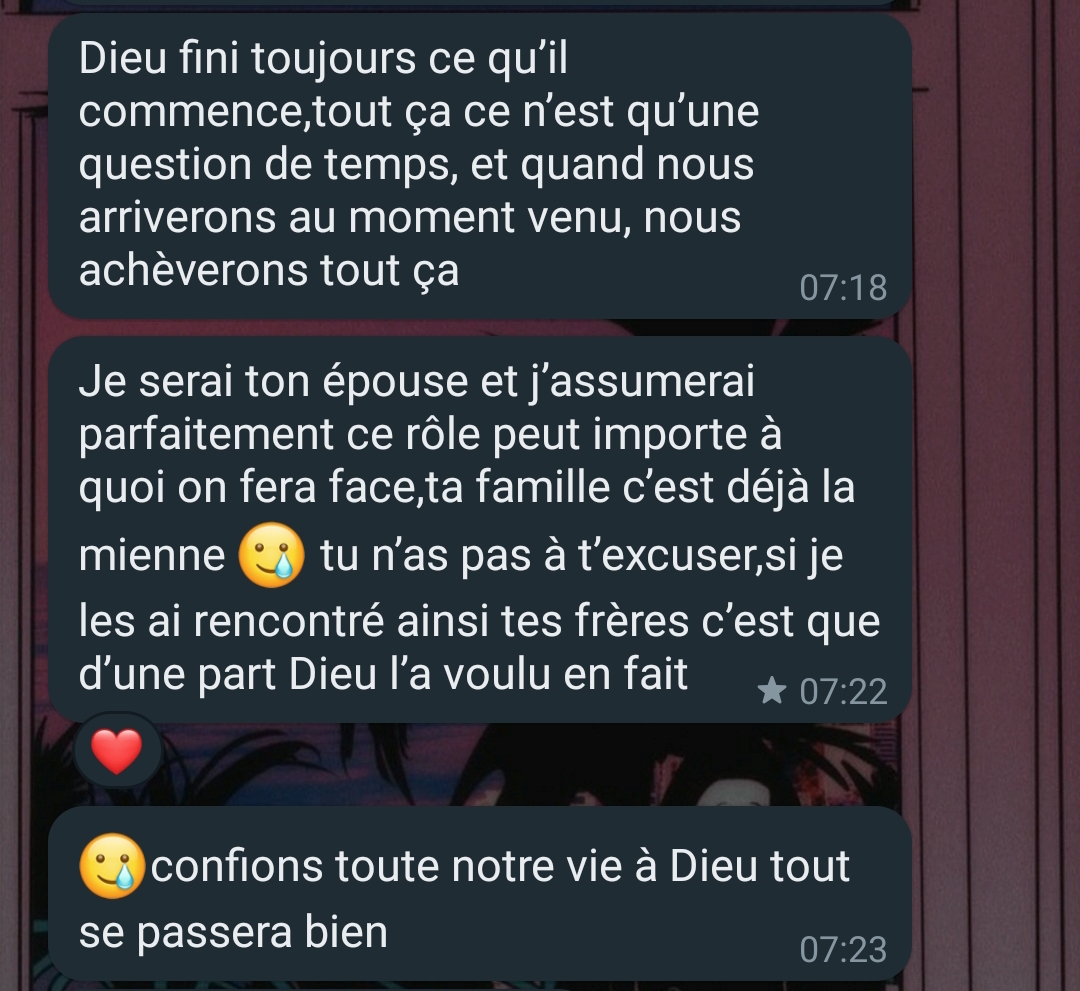 Dieu fini toujours ce qu’il
commence,tout ça ce n’est qu’une
question de temps, et quand nous
arriverons au moment venu, nous
achèverons tout ça
07:18
Je serai ton épouse et j’assumerai
parfaitement ce rôle peut importe à
quoi on fera face,ta famille c’est déjà la
mienne 🥲 tu n’as pas à t’excuser,si je
les ai rencontré ainsi tes frères c’est que
d’une part Dieu l’a voulu en fait
★ 07:22
❤️
🥲confions toute notre vie à Dieu tout
se passera bien
07:23